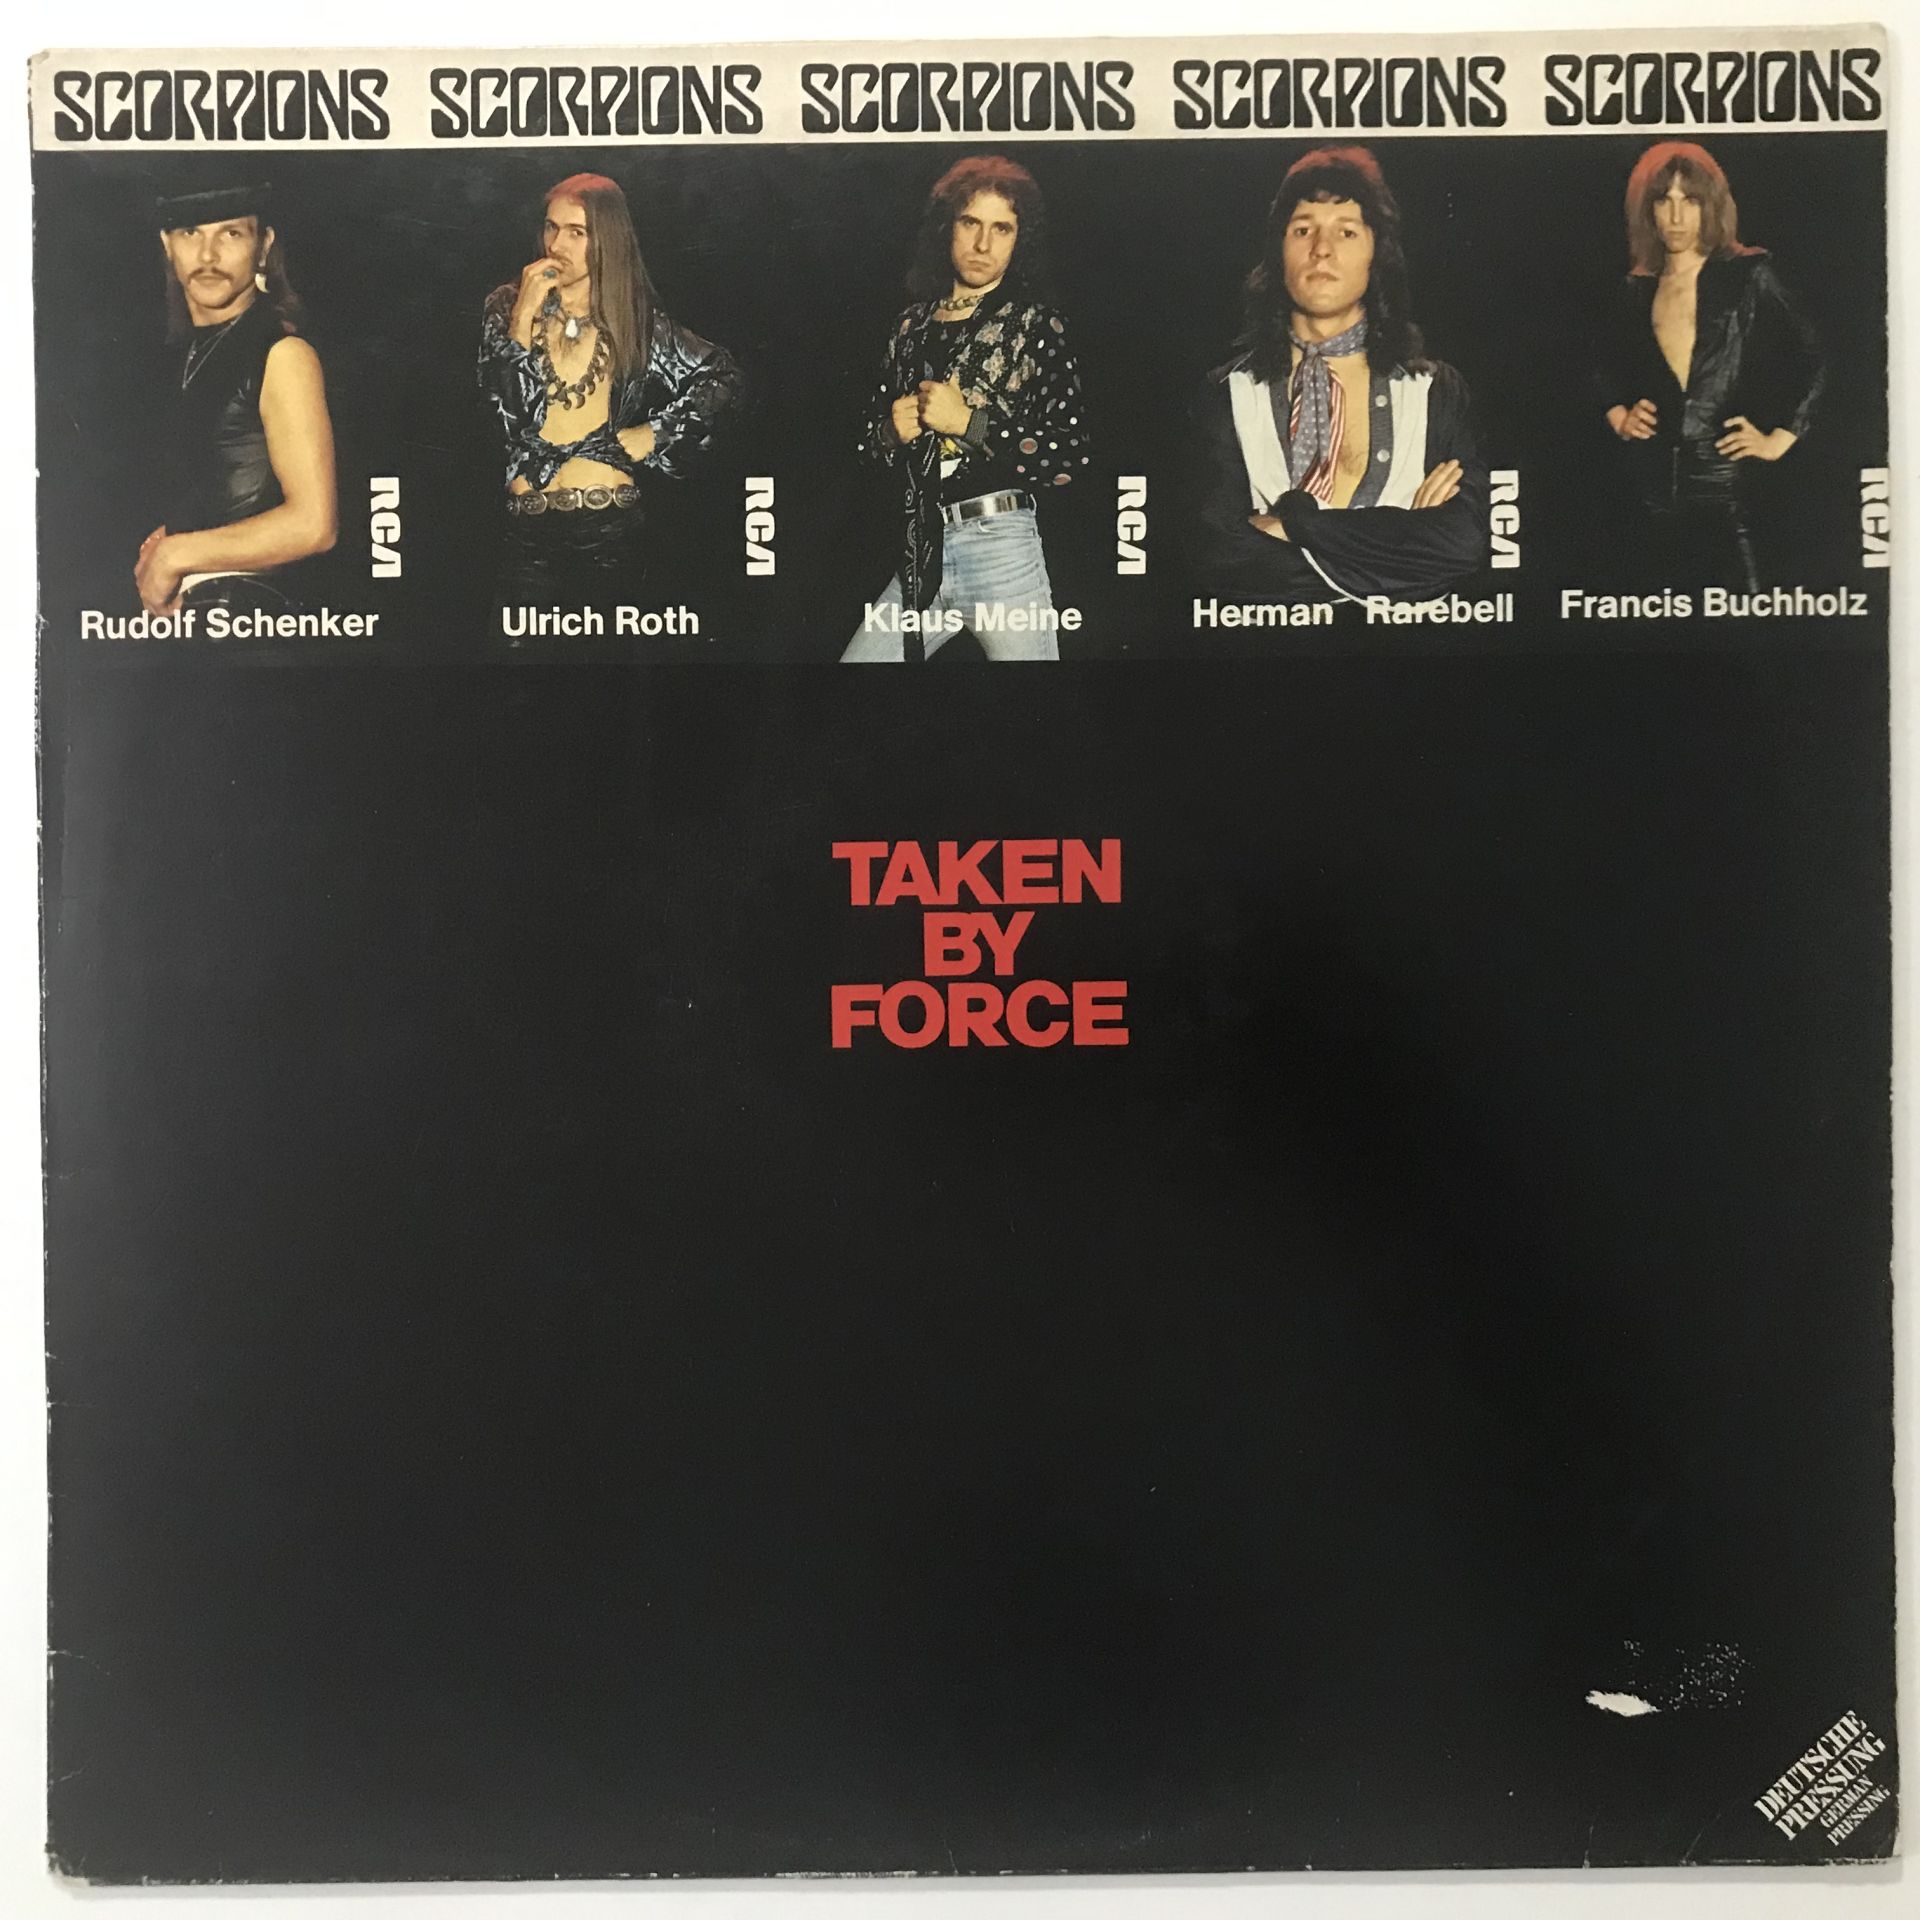 SCORPIONS SCORPIONS SCORPIONS SCORPIONS SCORPIONS
RCA RCA RCA RCA RCA
Rudolf Schenker Ulrich Roth Klaus Meine Herman Rarebell Francis Buchholz
TAKEN
BY
FORCE
DEUTSCHE
PRESSUNG
GERMAN
PRESSING